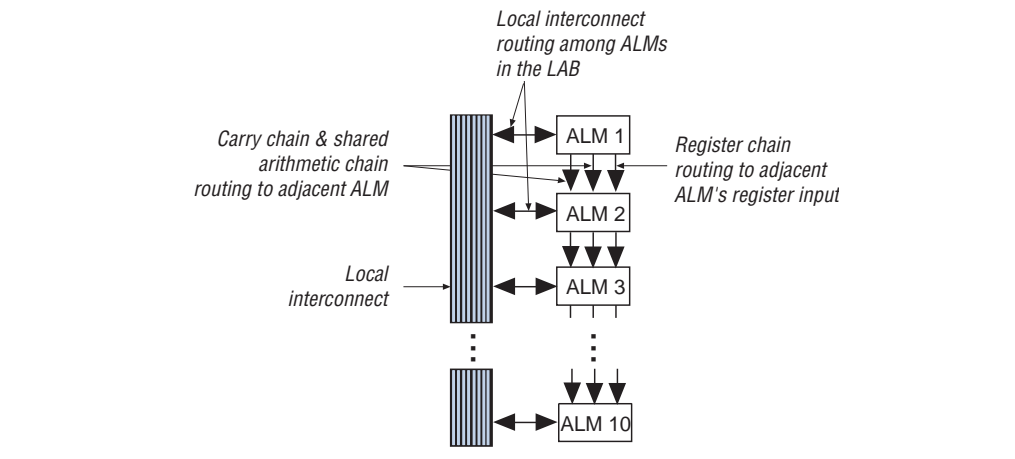 Local interconnect
routing among ALMs
in the LAB
Carry chain & shared
arithmetic chain
routing to adjacent ALM
ALM 1
Register chain
routing to adjacent
ALM's register input
ALM 2
Local
interconnect
ALM 3
ALM 10